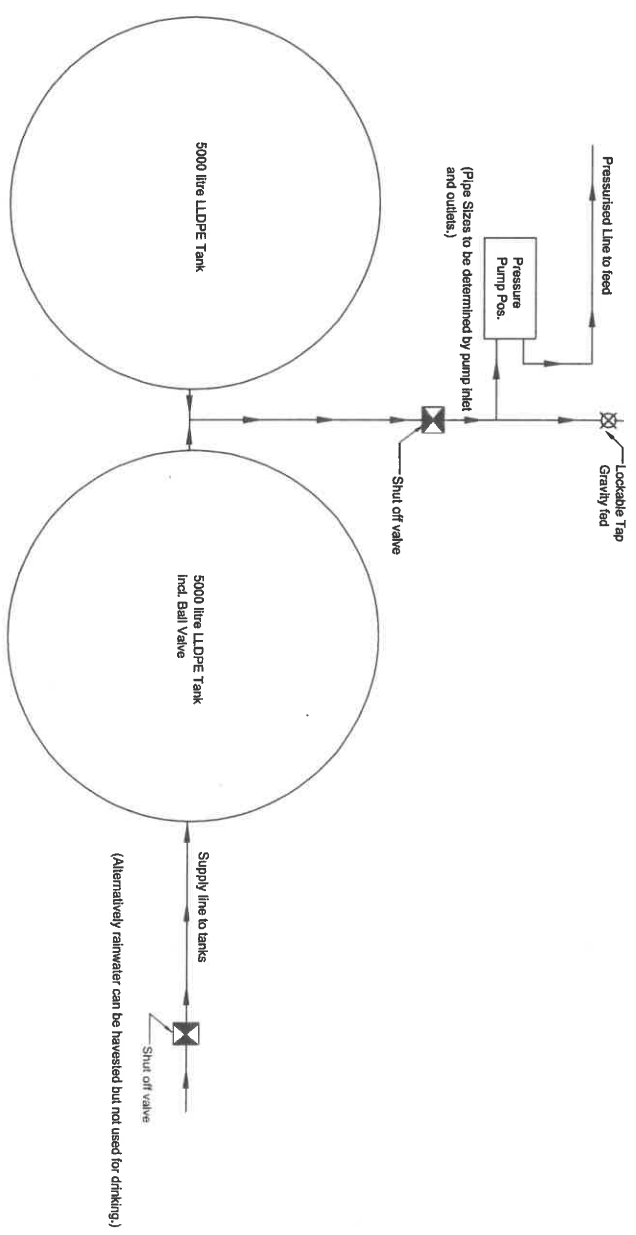 Pressurised Line to feed
Lockable Tap
Gravity fed
Pressure
Pump Pos.
(Pipe Sizes to be determined by pump inlet
and outlets.)
Shut off valve
5000 litre LLDPE Tank
5000 litre LLDPE Tank
incl. Ball Valve
Supply line to tanks
Shut off valve
(Alternatively rainwater can be havested but not used for drinking.)